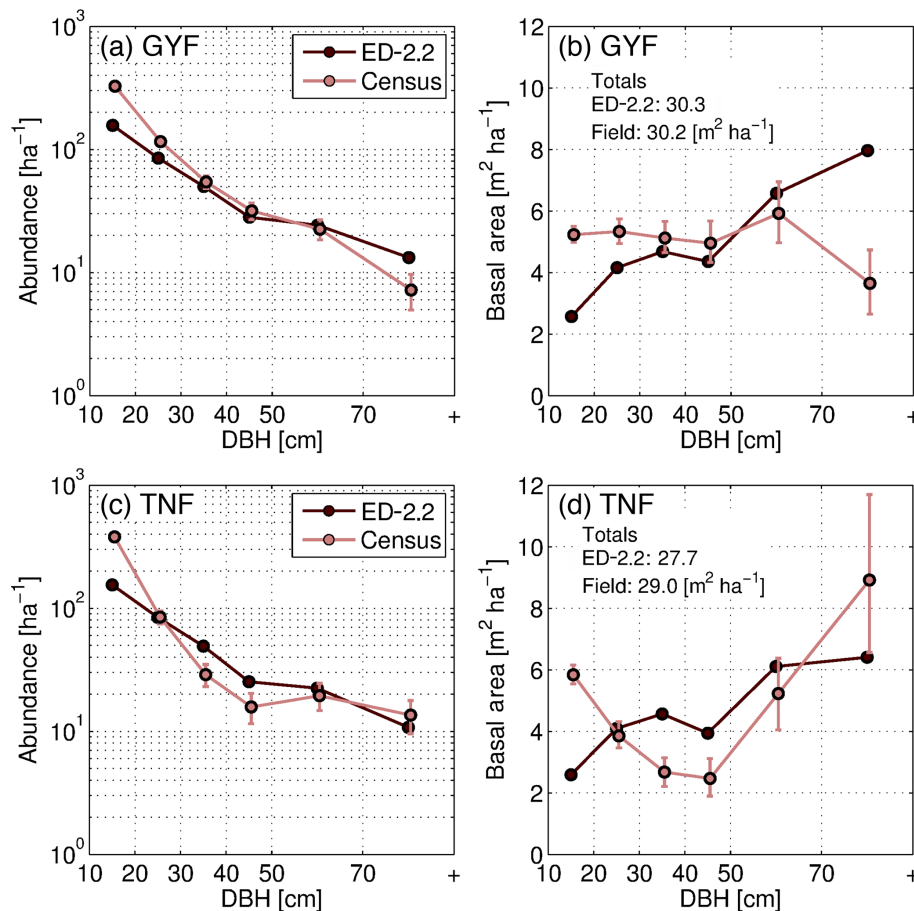 (a) GYF
ED-2.2
Census
Abundance [ha⁻¹]
10³
10²
10¹
10⁰
10 20 30 40 50 70 +
DBH [cm]
(b) GYF
Totals
ED-2.2: 30.3
Field: 30.2 [m² ha⁻¹]
Basal area [m² ha⁻¹]
12
10
8
6
4
2
0
10 20 30 40 50 70 +
DBH [cm]
(c) TNF
ED-2.2
Census
Abundance [ha⁻¹]
10³
10²
10¹
10⁰
10 20 30 40 50 70 +
DBH [cm]
(d) TNF
Totals
ED-2.2: 27.7
Field: 29.0 [m² ha⁻¹]
Basal area [m² ha⁻¹]
12
10
8
6
4
2
0
10 20 30 40 50 70 +
DBH [cm]